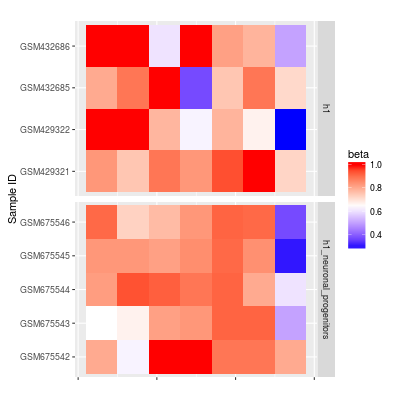 GSM432686
GSM432685
GSM429322
GSM429321
h1
GSM675546
GSM675545
GSM675544
GSM675543
GSM675542
h1_neuronal_progenitors
Sample ID
beta
1.0
0.8
0.6
0.4